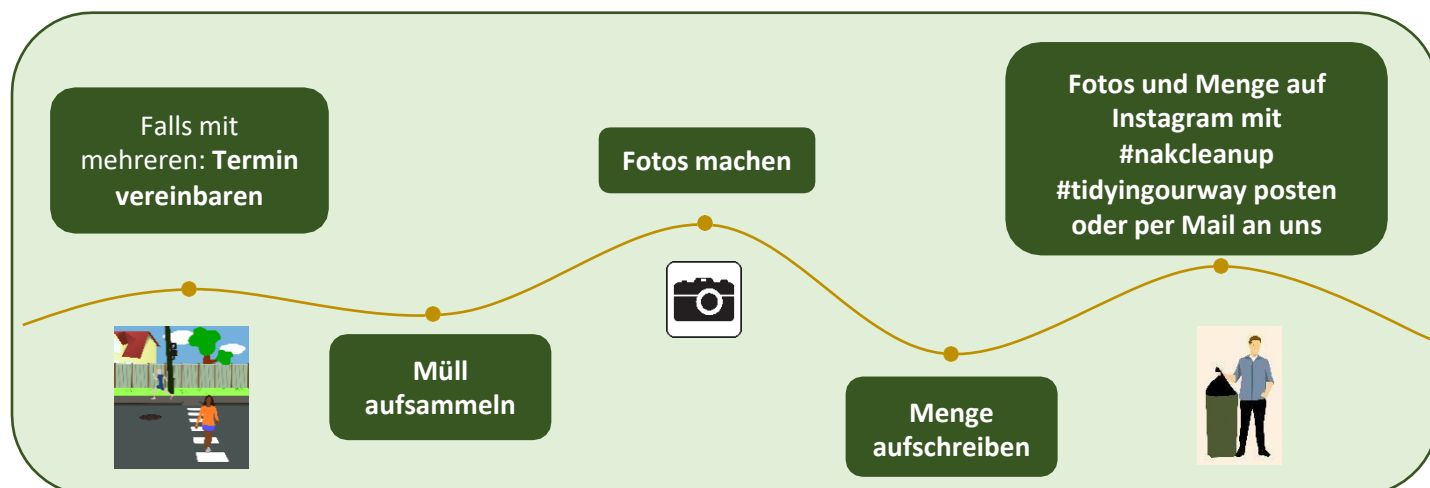 Falls mit
mehreren: Termin
vereinbaren
Müll
aufsammeln
Fotos machen
Menge
aufschreiben
Fotos und Menge auf
Instagram mit
#nakcleanup
#tidyingourway posten
oder per Mail an uns